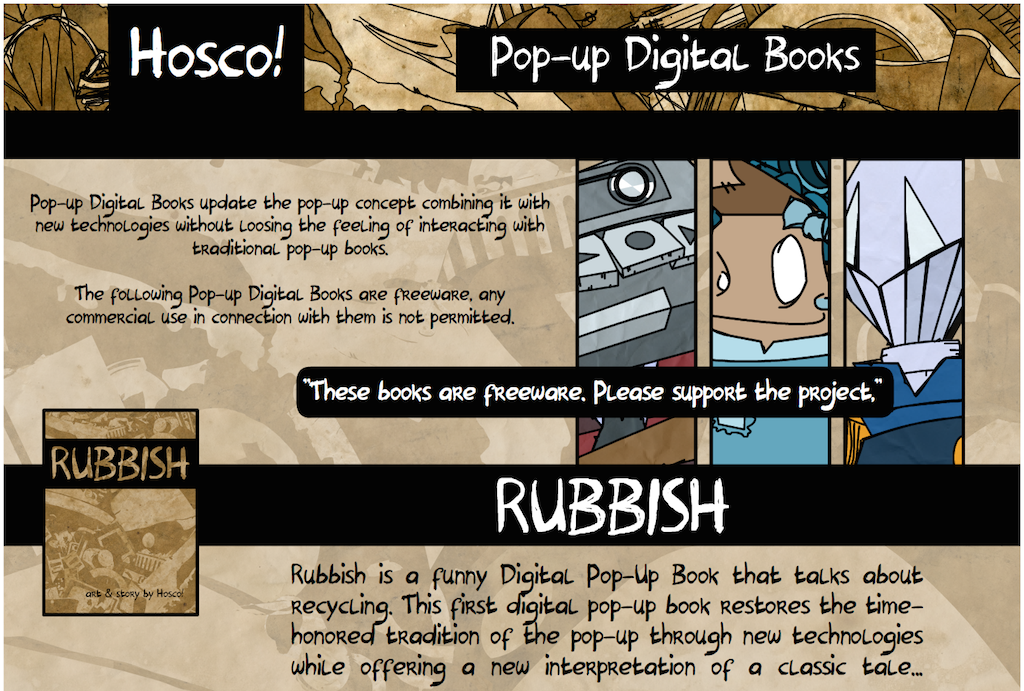 Hosco!
Pop-up Digital Books
Pop-up Digital Books update the pop-up concept combining it with
new technologies without loosing the feeling of interacting with
traditional pop-up books.
The following Pop-up Digital Books are freeware, any
commercial use in connection with them is not permitted.
"These books are freeware. Please support the project,"
RUBBISH
art & story by Hosco!
RUBBISH
Rubbish is a funny Digital Pop-Up Book that talks about
recycling. This first digital pop-up book restores the time-
honored tradition of the pop-up through new technologies
while offering a new interpretation of a classic tale...